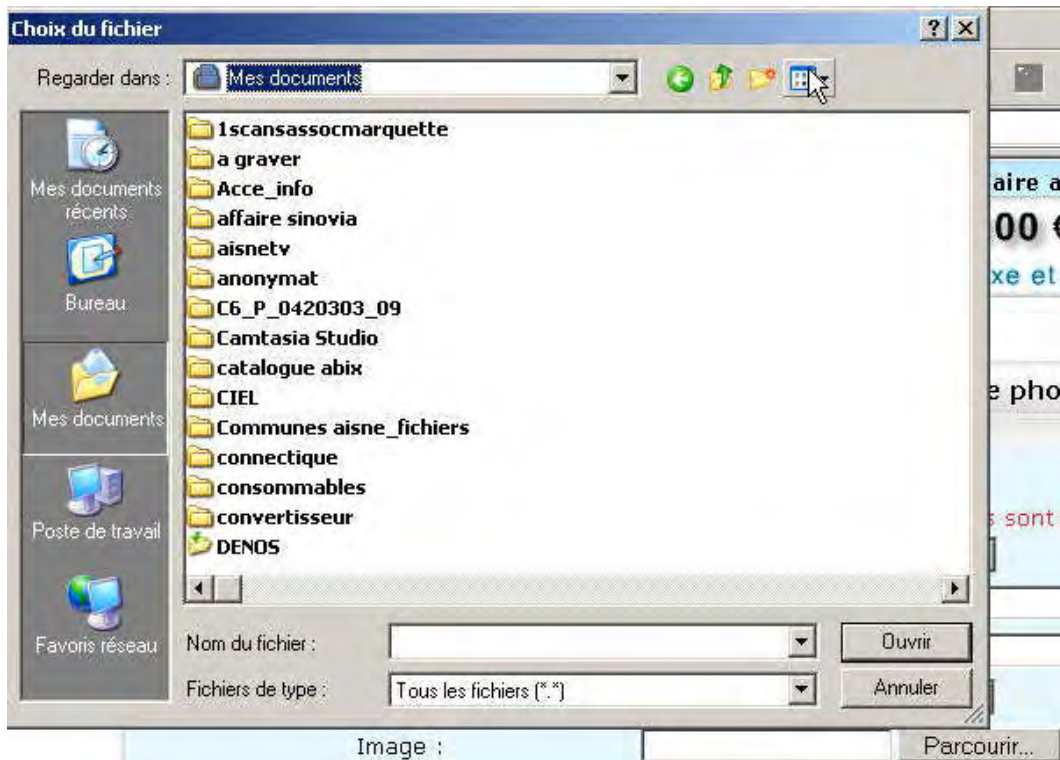 Choix du fichier
Regarder dans :
Mes documents
Mes documents
récents
Bureau
Mes documents
Poste de travail
Favoris réseau
1scansassocmarquette
a graver
Acce_info
affaire sinovia
aisnetv
anonymat
C6_P_0420303_09
Camtasia Studio
catalogue abix
CIEL
Communes aisne_fichiers
connectique
consommables
convertisseur
DENOS
Nom du fichier :
Ouvrir
Fichiers de type :
Tous les fichiers (*.*)
Annuler
aire a
00 €
xe et
e pho
s sont
Image :
Parcourir...